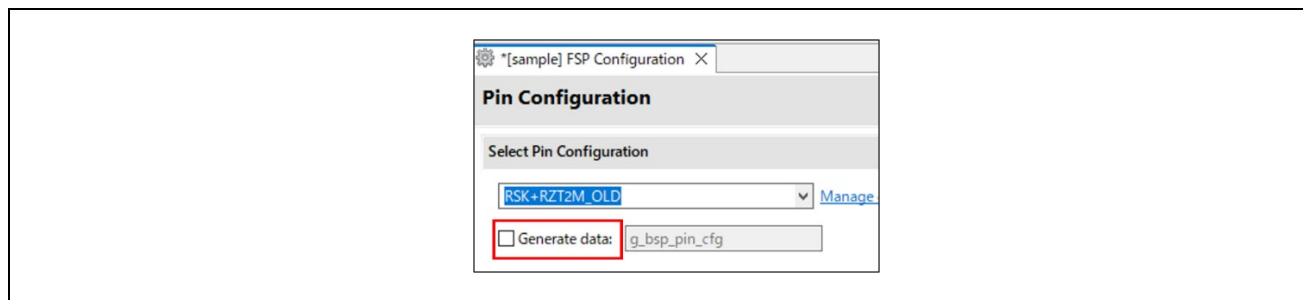 *[sample] FSP Configuration
Pin Configuration
Select Pin Configuration
RSK+RZT2M_OLD Manage
Generate data: g_bsp_pin_cfg